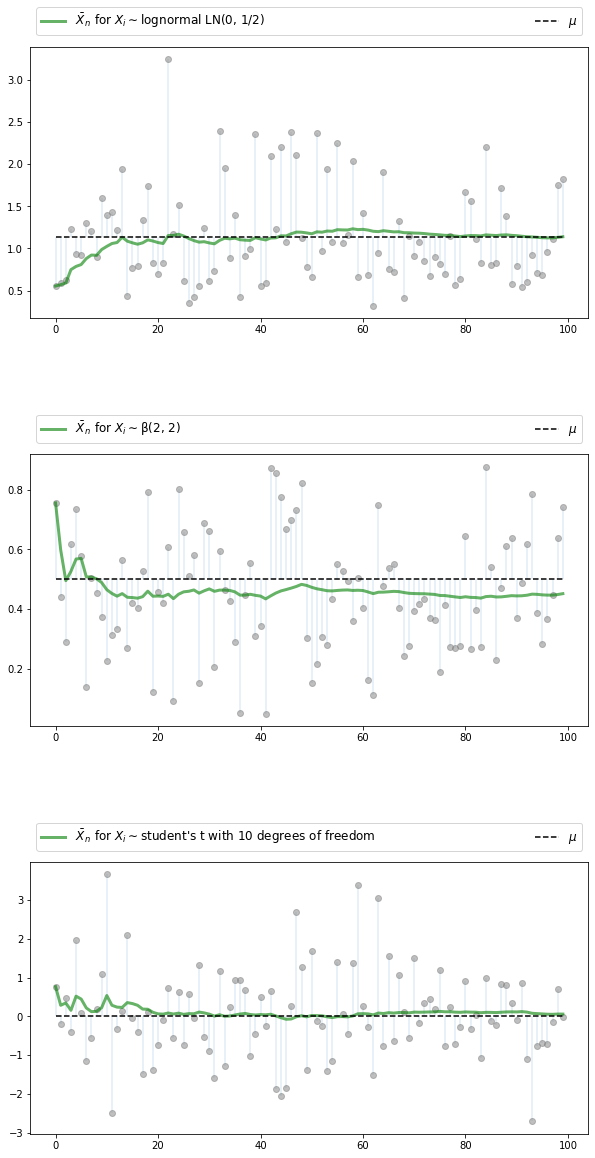 X̄ₙ for Xᵢ ∼ lognormal LN(0, 1/2) μ
3.0
2.5
2.0
1.5
1.0
0.5
0 20 40 60 80 100
X̄ₙ for Xᵢ ∼ β(2, 2) μ
0.8
0.6
0.4
0.2
0 20 40 60 80 100
X̄ₙ for Xᵢ ∼ student's t with 10 degrees of freedom μ
3
2
1
0
−1
−2
−3
0 20 40 60 80 100